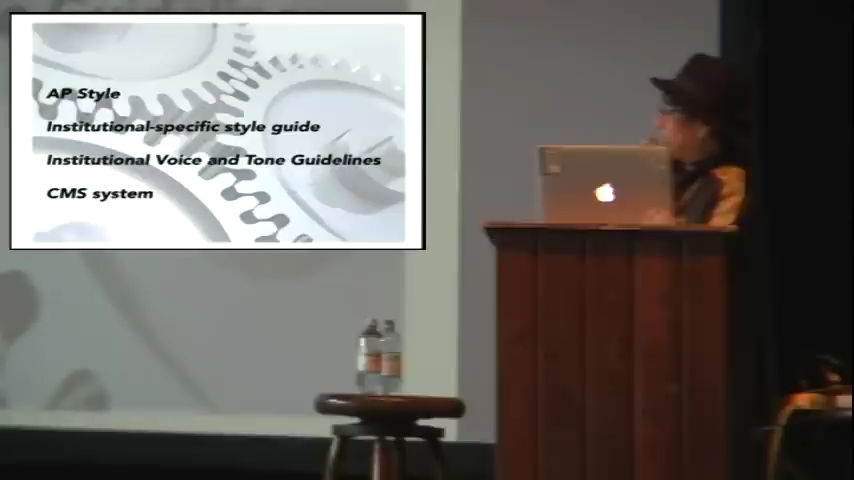 AP Style
Institutional-specific style guide
Institutional Voice and Tone Guidelines
CMS system